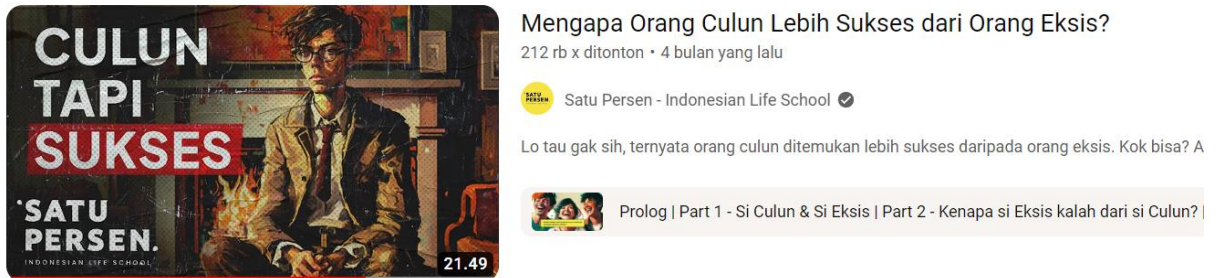 CULUN
TAPI
SUKSES
SATU
PERSEN.
INDONESIAN LIFE SCHOOL
21.49
Mengapa Orang Culun Lebih Sukses dari Orang Eksis?
212 rb x ditonton • 4 bulan yang lalu
SATU
PERSEN.
Satu Persen - Indonesian Life School
Lo tau gak sih, ternyata orang culun ditemukan lebih sukses daripada orang eksis. Kok bisa? A
Prolog | Part 1 - Si Culun & Si Eksis | Part 2 - Kenapa si Eksis kalah dari si Culun? |